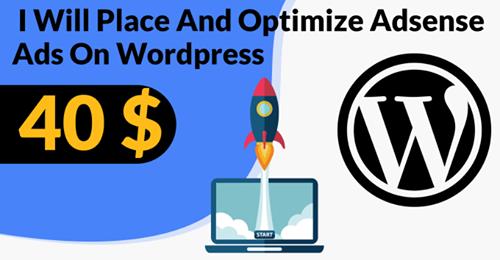 I Will Place And Optimize Adsense
Ads On Wordpress
40 $
W
START